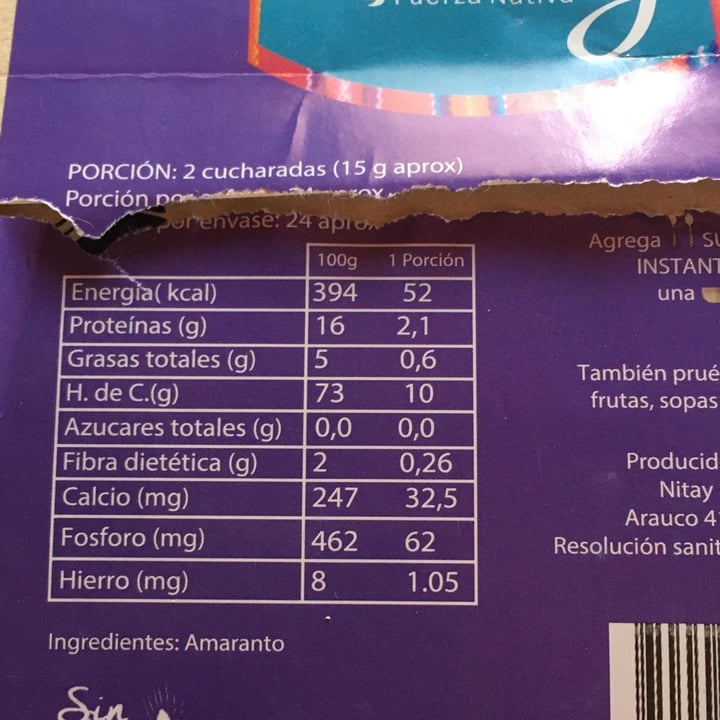 Fuerza Nativa
PORCIÓN: 2 cucharadas (15 g aprox)
Porción
por envase: 24 aprox
100g 1 Porción
Energia( kcal) 394 52
Proteínas (g) 16 2,1
Grasas totales (g) 5 0,6
H. de C.(g) 73 10
Azucares totales (g) 0,0 0,0
Fibra dietética (g) 2 0,26
Calcio (mg) 247 32,5
Fosforo (mg) 462 62
Hierro (mg) 8 1.05
Ingredientes: Amaranto
Sin
Agrega
INSTANT
una
También prué
frutas, sopas
Producid
Nitay
Arauco 4
Resolución sanit